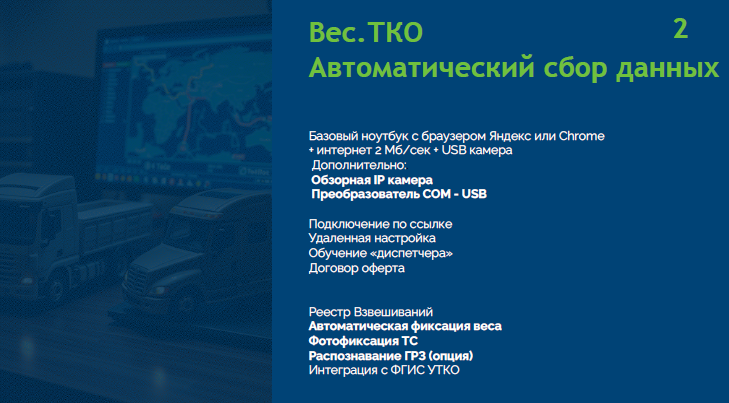 Вес.ТКО
2
Автоматический сбор данных
Базовый ноутбук с браузером Яндекс или Chrome
+ интернет 2 Мб/сек + USB камера
Дополнительно:
Обзорная IP камера
Преобразователь COM - USB
Подключение по ссылке
Удаленная настройка
Обучение «диспетчера»
Договор оферта
Реестр Взвешиваний
Автоматическая фиксация веса
Фотофиксация ТС
Распознавание ГРЗ (опция)
Интеграция с ФГИС УТКО